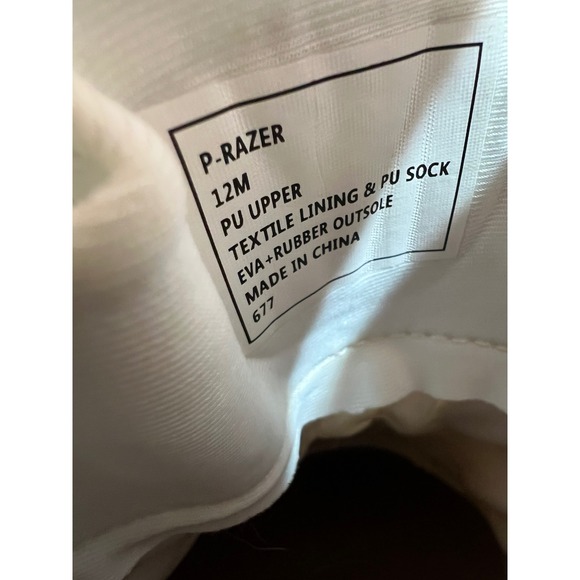 P-RAZER
12M
PU UPPER
TEXTILE LINING & PU SOCK
EVA+RUBBER OUTSOLE
MADE IN CHINA
677